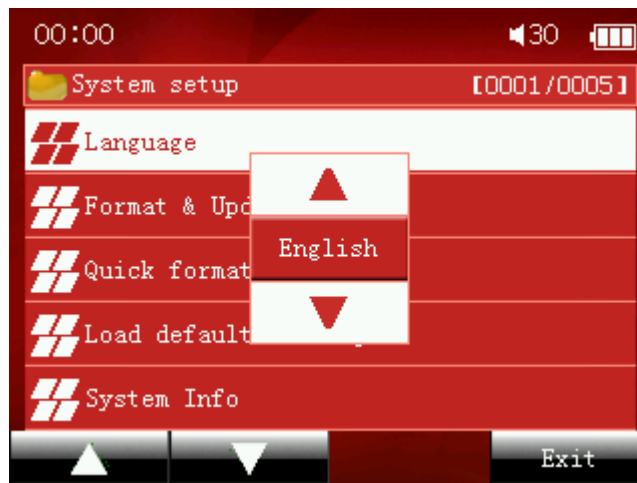 00:00 30
System setup [0001/0005]
Language
Format & Upd
English
Quick format
Load default
System Info
Exit